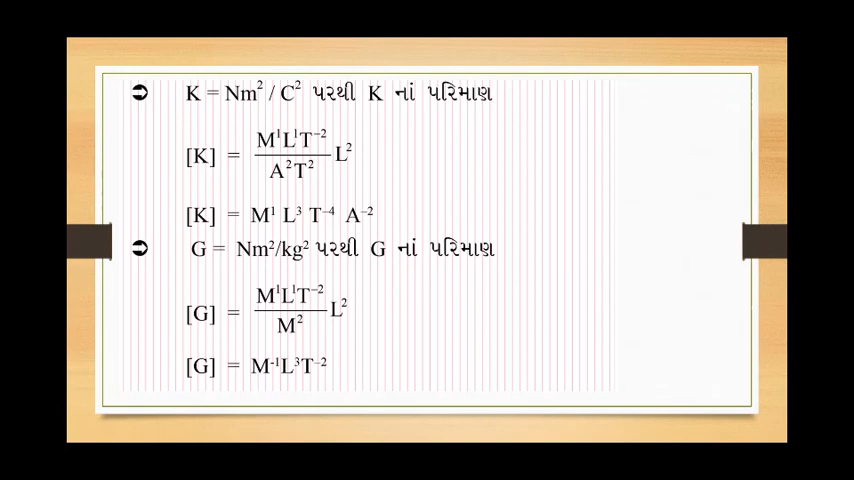 ➲ K = Nm² / C² પરથી K નાં પરિમાણ
[K] = M¹L¹T⁻² / A²T² L²
[K] = M¹ L³ T⁻⁴ A⁻²
➲ G = Nm²/kg² પરથી G નાં પરિમાણ
[G] = M¹L¹T⁻² / M² L²
[G] = M⁻¹L³T⁻²